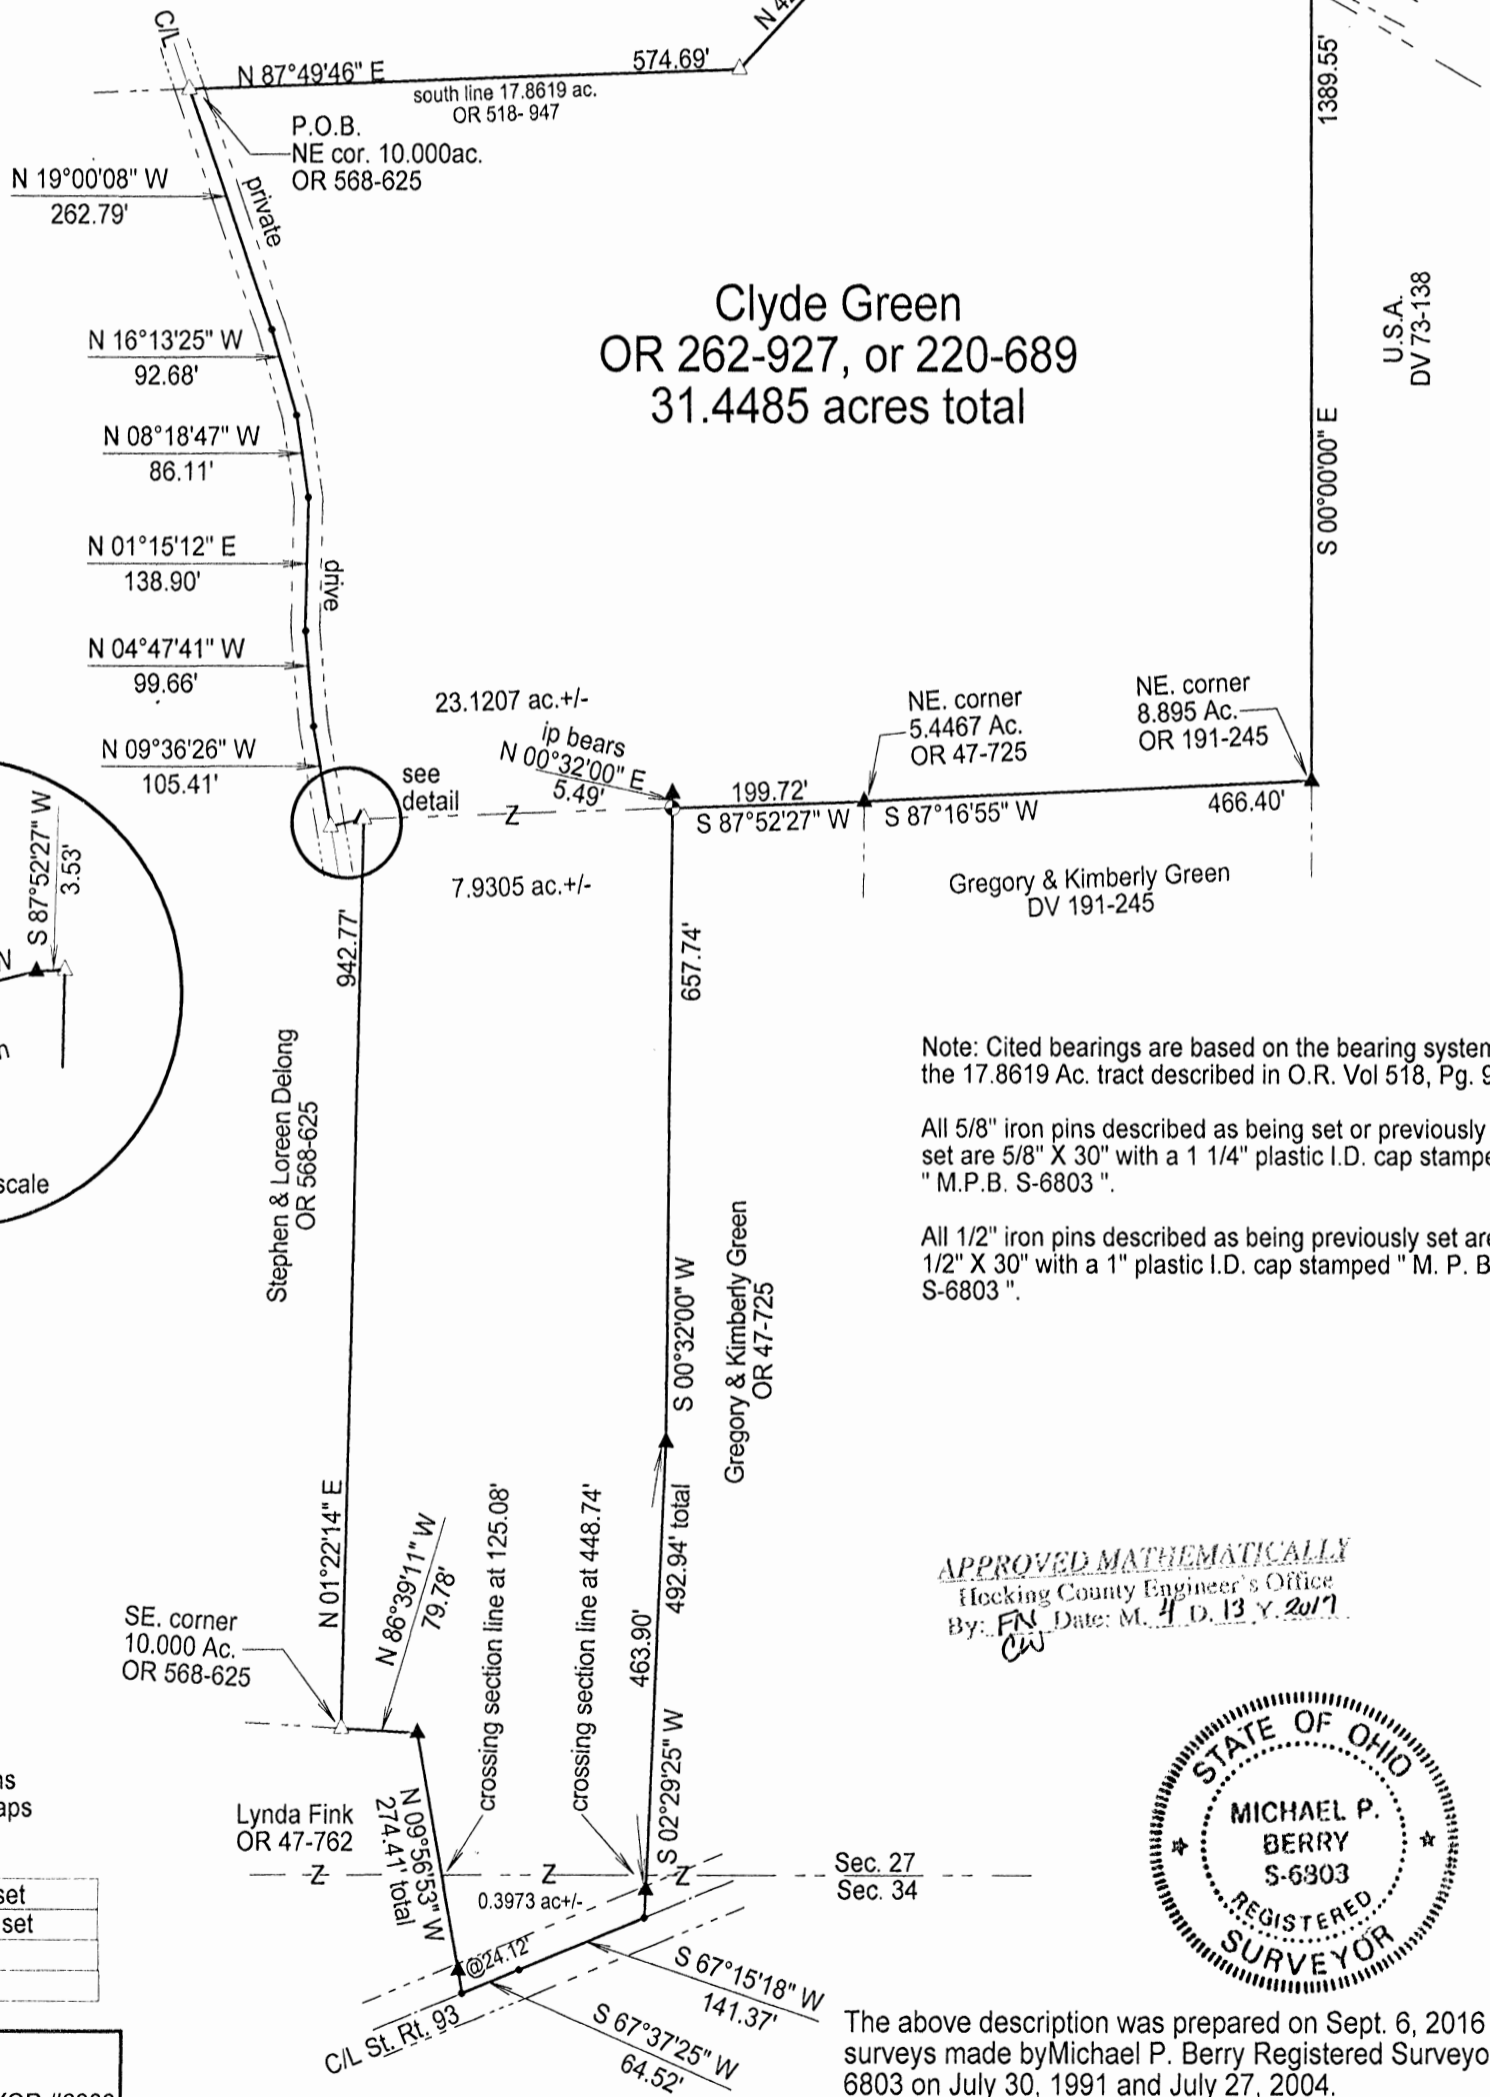 C/L
N 87°49'46" E
574.69'
south line 17.8619 ac.
OR 518- 947
P.O.B.
NE cor. 10.000ac.
OR 568-625
N 19°00'08" W
262.79'
private
1389.55'
Clyde Green
OR 262-927, or 220-689
31.4485 acres total
U.S.A.
DV 73-138
N 16°13'25" W
92.68'
N 08°18'47" W
86.11'
S 00°00'00" E
N 01°15'12" E
138.90'
drive
N 04°47'41" W
99.66'
N 09°36'26" W
105.41'
see
detail
23.1207 ac.+/-
ip bears
N 00°32'00" E
5.49'
Z
199.72'
S 87°52'27" W
NE. corner
5.4467 Ac.
OR 47-725
S 87°16'55" W
NE. corner
8.895 Ac.
OR 191-245
466.40'
7.9305 ac.+/-
Gregory & Kimberly Green
DV 191-245
S 87°52'27" W
3.53'
N
scale
942.77'
657.74'
Stephen & Loreen Delong
OR 568-625
Note: Cited bearings are based on the bearing system
the 17.8619 Ac. tract described in O.R. Vol 518, Pg. 9
All 5/8" iron pins described as being set or previously
set are 5/8" X 30" with a 1 1/4" plastic I.D. cap stampe
" M.P.B. S-6803 ".
All 1/2" iron pins described as being previously set are
1/2" X 30" with a 1" plastic I.D. cap stamped " M. P. B
S-6803 ".
S 00°32'00" W
Gregory & Kimberly Green
OR 47-725
N 01°22'14" E
N 86°39'11" W
79.78'
crossing section line at 125.08'
crossing section line at 448.74'
463.90'
492.94' total
S 02°29'25" W
APPROVED MATHEMATICALLY
Hocking County Engineer's Office
By: FN Date: M. 4 D. 13 Y. 2017
CW
SE. corner
10.000 Ac.
OR 568-625
Lynda Fink
OR 47-762
N 09°56'53" W
274.41' total
Z
Z
Z
Sec. 27
Sec. 34
0.3973 ac+/-
@24.12'
S 67°15'18" W
141.37'
S 67°37'25" W
64.52'
C/L St. Rt. 93
set
set
STATE OF OHIO
MICHAEL P.
BERRY
S-6803
REGISTERED
SURVEYOR
The above description was prepared on Sept. 6, 2016
surveys made byMichael P. Berry Registered Surveyo
6803 on July 30, 1991 and July 27, 2004.